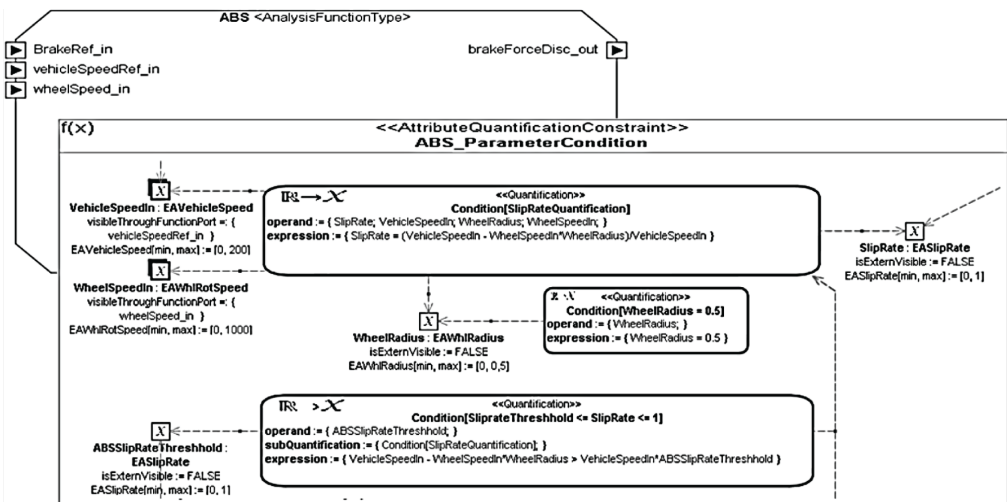 ABS <AnalysisFunctionType>
BrakeRef_in
vehicleSpeedRef_in
wheelSpeed_in
brakeForceDisc_out
f(x)
<<AttributeQuantificationConstraint>>
ABS_ParameterCondition
X
VehicleSpeedIn : EAVehicleSpeed
visibleThroughFunctionPort =: {
vehicleSpeedRef_in }
EAVehicleSpeed[min, max] := [0, 200]
X
WheelSpeedIn : EAWhlRotSpeed
visibleThroughFunctionPort =: {
wheelSpeed_in }
EAWhlRotSpeed[min, max] := [0, 1000]
<<Quantification>>
Condition[SlipRateQuantification]
operand := { SlipRate; VehicleSpeedIn; WheelRadius; WheelSpeedIn; }
expression := { SlipRate = (VehicleSpeedIn - WheelSpeedIn*WheelRadius)/VehicleSpeedIn }
X
SlipRate : EASlipRate
isExternVisible := FALSE
EASlipRate[min, max] := [0, 1]
X
WheelRadius : EAWhlRadius
isExternVisible := FALSE
EAWhlRadius[min, max] := [0, 0,5]
<<Quantification>>
Condition[WheelRadius = 0.5]
operand := { WheelRadius; }
expression := { WheelRadius = 0.5 }
<<Quantification>>
Condition[SliprateThreshhold <= SlipRate <= 1]
operand := { ABSSlipRateThreshhold; }
subQuantification := { Condition[SlipRateQuantification]; }
expression := { VehicleSpeedIn - WheelSpeedIn*WheelRadius > VehicleSpeedIn*ABSSlipRateThreshhold }
X
ABSSlipRateThreshhold :
EASlipRate
isExternVisible := FALSE
EASlipRate[min, max] := [0, 1]